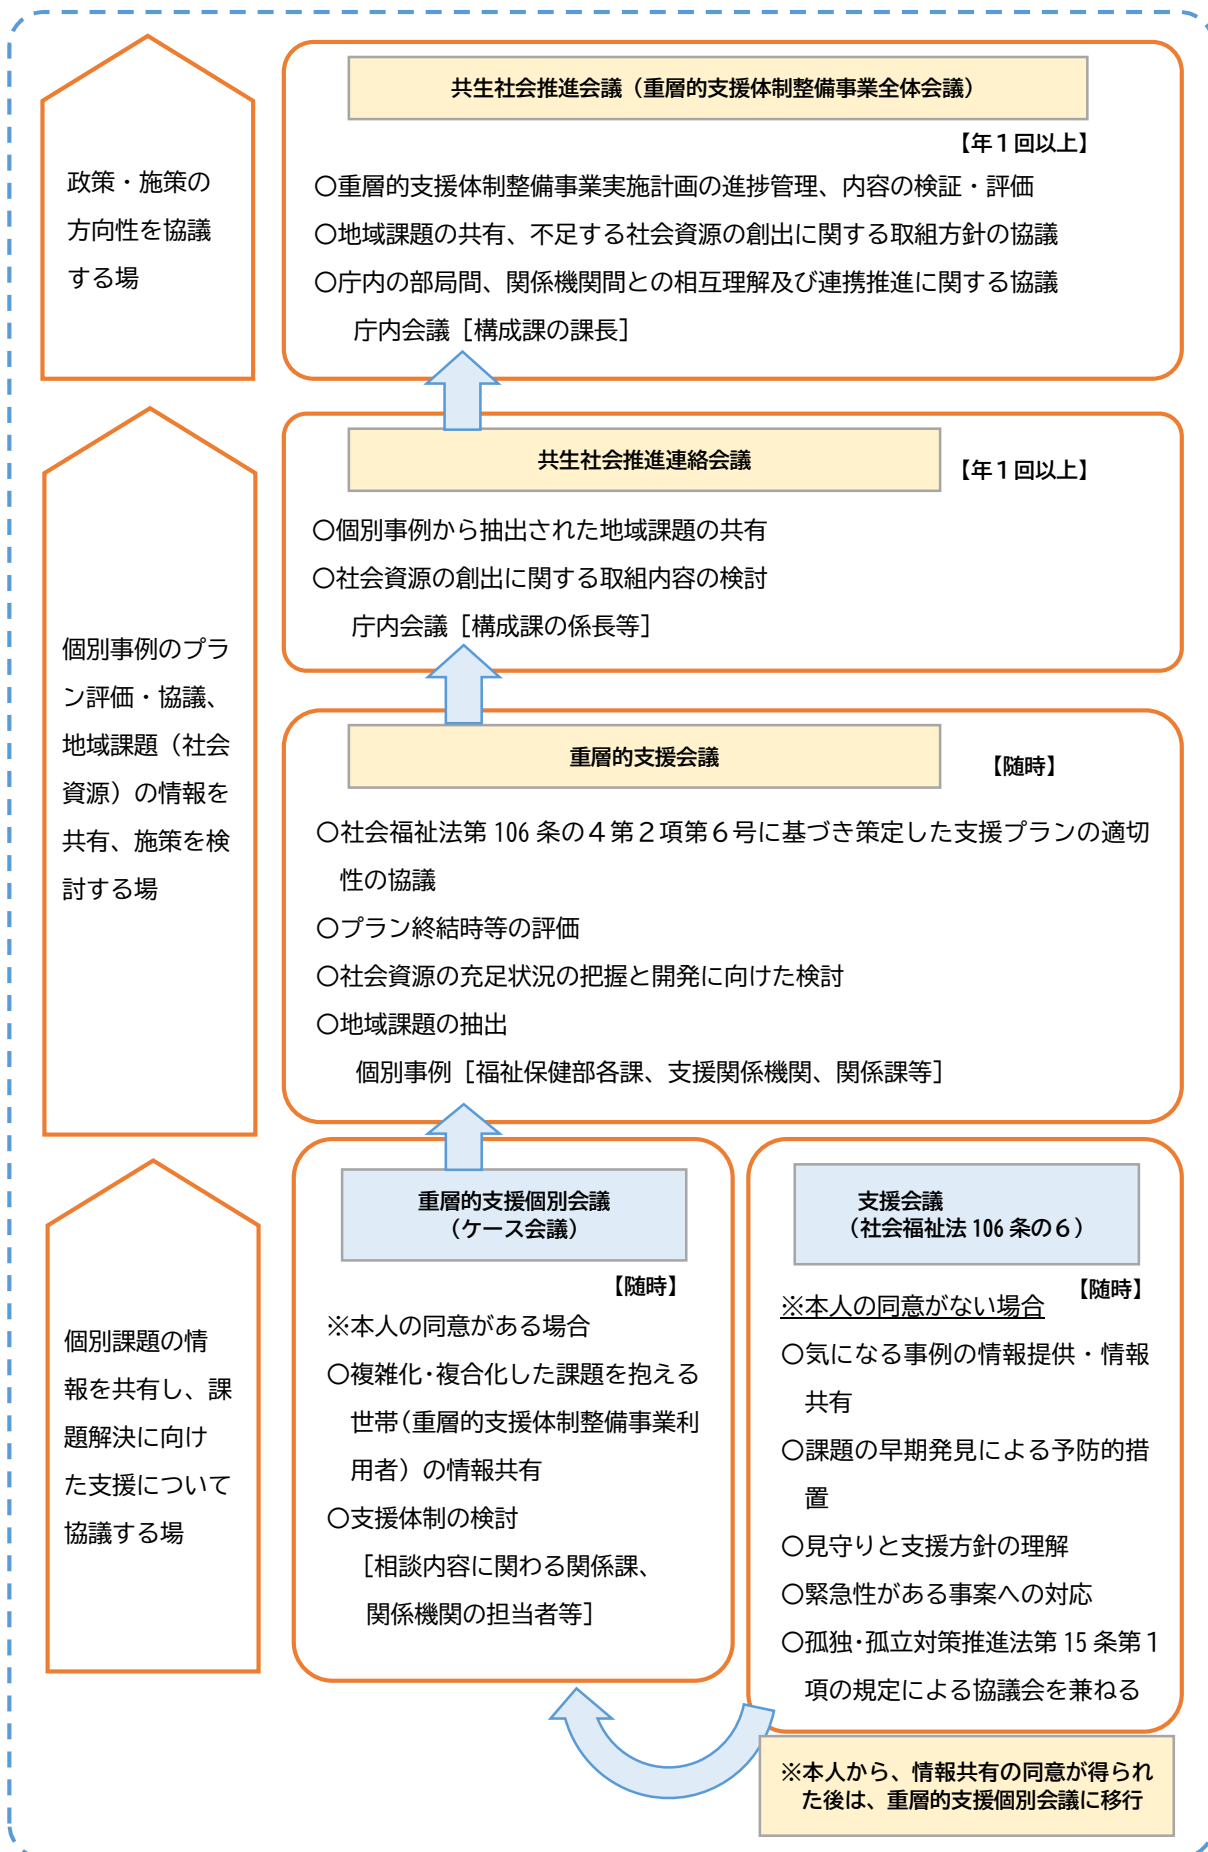 政策・施策の
方向性を協議
する場
共生社会推進会議（重層的支援体制整備事業全体会議）
【年１回以上】
〇重層的支援体制整備事業実施計画の進捗管理、内容の検証・評価
〇地域課題の共有、不足する社会資源の創出に関する取組方針の協議
〇庁内の部局間、関係機関間との相互理解及び連携推進に関する協議
庁内会議［構成課の課長］
個別事例のプラ
ン評価・協議、
地域課題（社会
資源）の情報を
共有、施策を検
討する場
共生社会推進連絡会議
【年１回以上】
〇個別事例から抽出された地域課題の共有
〇社会資源の創出に関する取組内容の検討
庁内会議［構成課の係長等］
重層的支援会議
【随時】
〇社会福祉法第 106 条の４第２項第６号に基づき策定した支援プランの適切
性の協議
〇プラン終結時等の評価
〇社会資源の充足状況の把握と開発に向けた検討
〇地域課題の抽出
個別事例［福祉保健部各課、支援関係機関、関係課等］
個別課題の情
報を共有し、課
題解決に向け
た支援について
協議する場
重層的支援個別会議
（ケース会議）
【随時】
※本人の同意がある場合
〇複雑化･複合化した課題を抱える
世帯（重層的支援体制整備事業利
用者）の情報共有
〇支援体制の検討
［相談内容に関わる関係課、
関係機関の担当者等］
支援会議
（社会福祉法 106 条の６）
【随時】
※本人の同意がない場合
〇気になる事例の情報提供・情報
共有
〇課題の早期発見による予防的措
置
〇見守りと支援方針の理解
〇緊急性がある事案への対応
〇孤独･孤立対策推進法第 15 条第１
項の規定による協議会を兼ねる
※本人から、情報共有の同意が得られ
た後は、重層的支援個別会議に移行